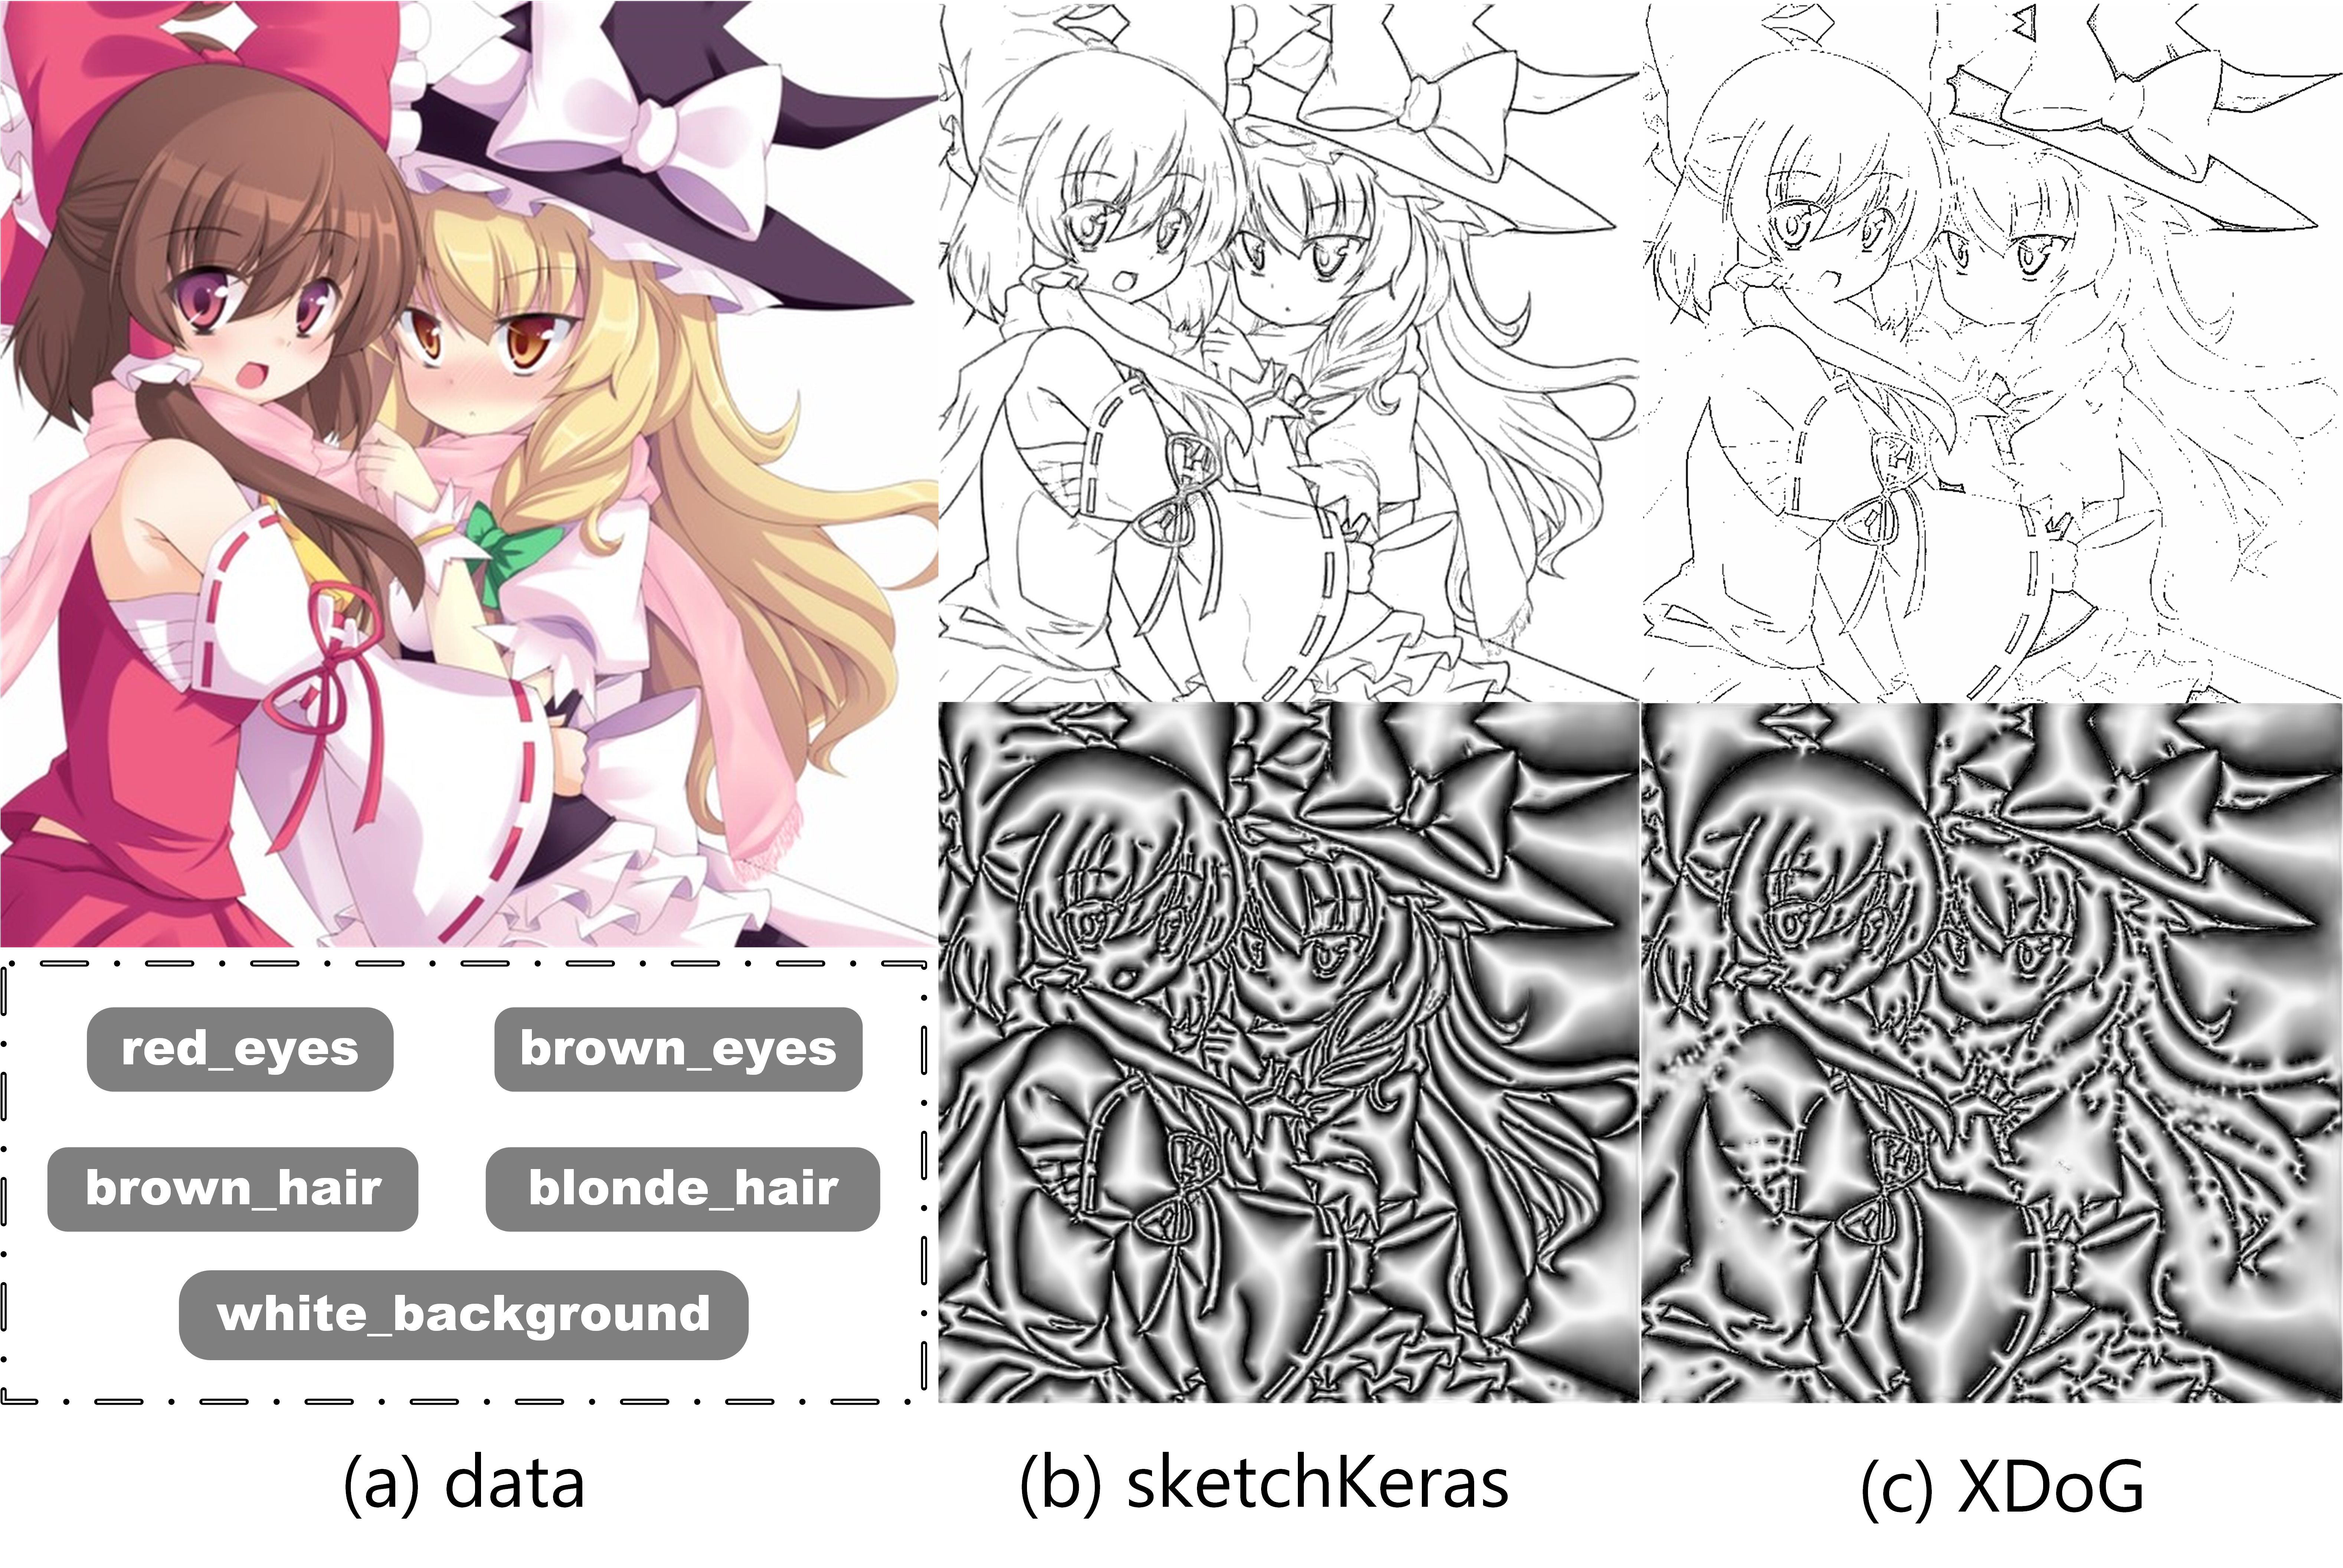 red_eyes
brown_eyes
brown_hair
blonde_hair
white_background
(a) data
(b) sketchKeras
(c) XDoG